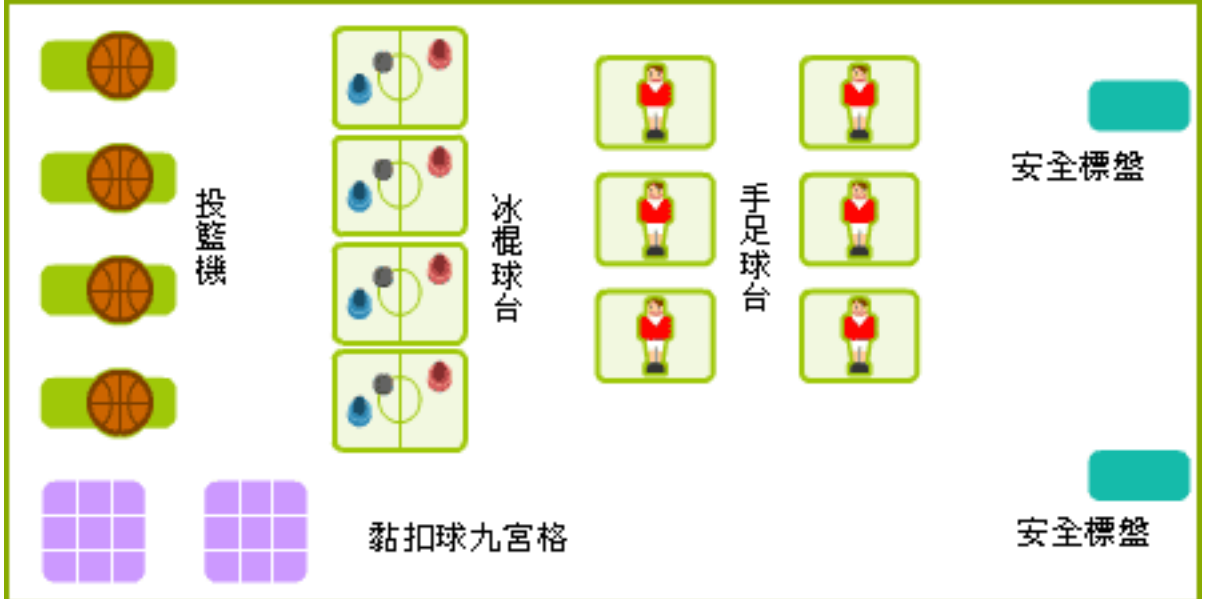 投籃機
冰棍球台
手足球台
安全標盤
黏扣球九宮格
安全標盤